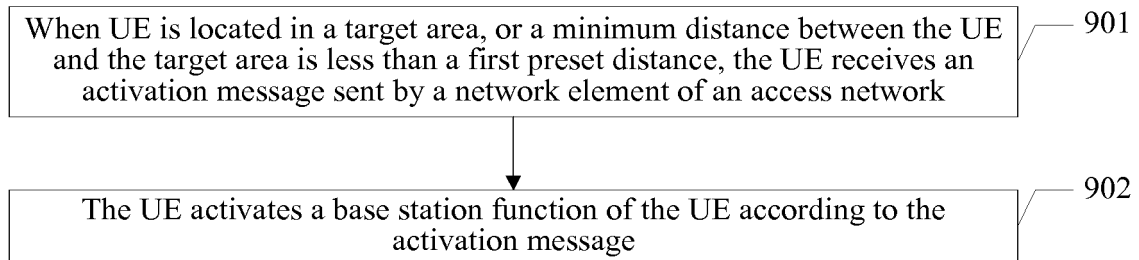 When UE is located in a target area, or a minimum distance between the UE
and the target area is less than a first preset distance, the UE receives an
activation message sent by a network element of an access network
901
The UE activates a base station function of the UE according to the
activation message
902